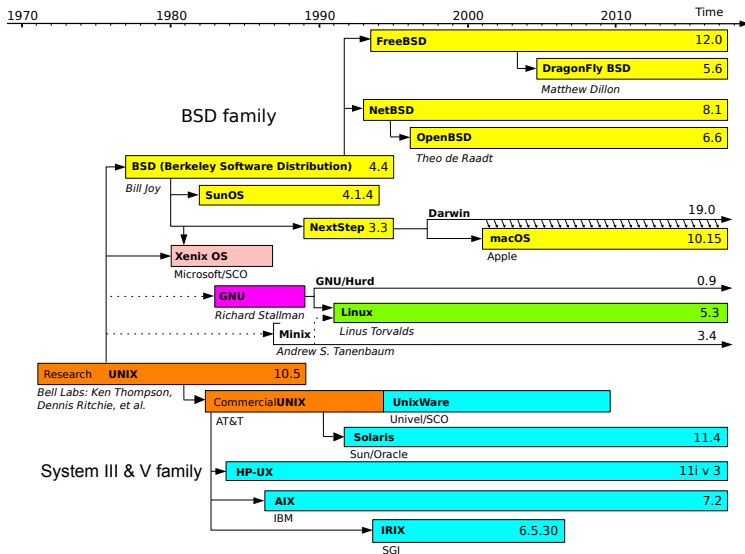 1970 1980 1990 2000 2010 Time
FreeBSD 12.0
DragonFly BSD 5.6
Matthew Dillon
BSD family
NetBSD 8.1
OpenBSD 6.6
Theo de Raadt
BSD (Berkeley Software Distribution) 4.4
Bill Joy
SunOS 4.1.4
Darwin 19.0
NextStep 3.3
macOS 10.15
Apple
Xenix OS
Microsoft/SCO
GNU/Hurd 0.9
GNU
Richard Stallman
Linux 5.3
Linus Torvalds
Minix 3.4
Andrew S. Tanenbaum
Research UNIX 10.5
Bell Labs: Ken Thompson,
Dennis Ritchie, et al.
CommercialUNIX
AT&T
UnixWare
Univel/SCO
Solaris 11.4
Sun/Oracle
System III & V family
HP-UX 11i v 3
AIX 7.2
IBM
IRIX 6.5.30
SGI